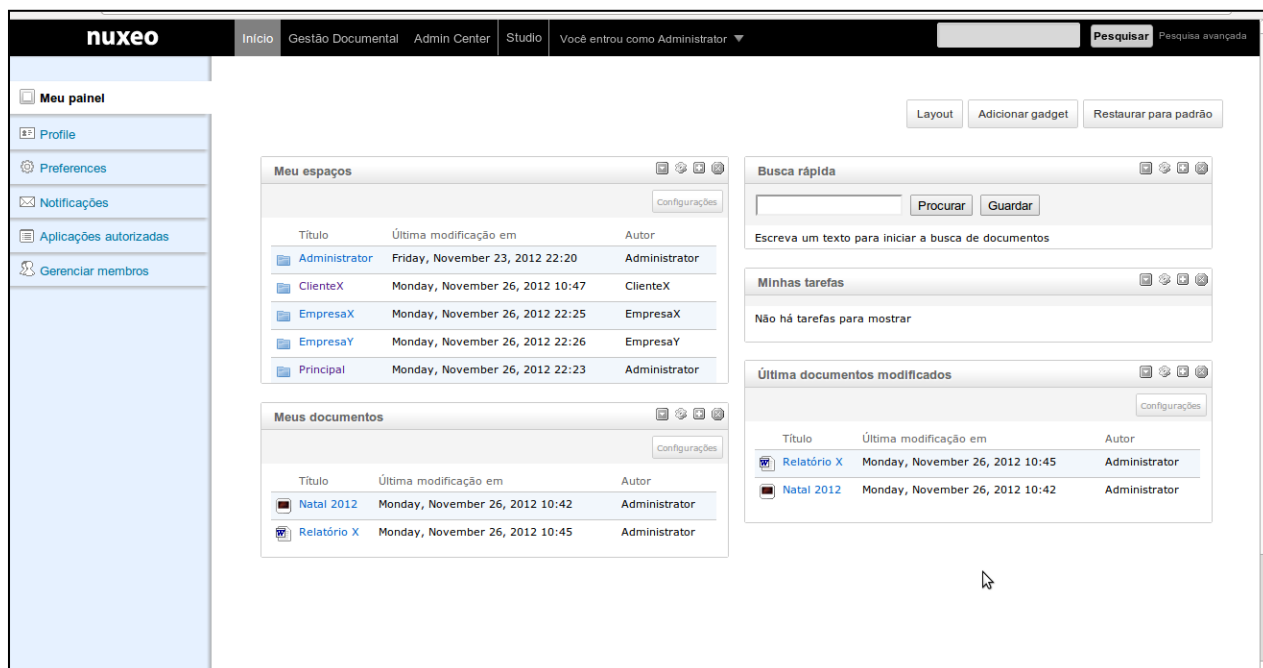 nuxeo
Início Gestão Documental Admin Center Studio Você entrou como Administrator Pesquisar Pesquisa avançada
Meu painel
Profile
Preferences
Notificações
Aplicações autorizadas
Gerenciar membros
Layout Adicionar gadget Restaurar para padrão
Meu espaços
Configurações
Título Última modificação em Autor
Administrator Friday, November 23, 2012 22:20 Administrator
ClienteX Monday, November 26, 2012 10:47 ClienteX
EmpresaX Monday, November 26, 2012 22:25 EmpresaX
EmpresaY Monday, November 26, 2012 22:26 EmpresaY
Principal Monday, November 26, 2012 22:23 Administrator
Meus documentos
Configurações
Título Última modificação em Autor
Natal 2012 Monday, November 26, 2012 10:42 Administrator
Relatório X Monday, November 26, 2012 10:45 Administrator
Busca rápida
Procurar Guardar
Escreva um texto para iniciar a busca de documentos
Minhas tarefas
Não há tarefas para mostrar
Última documentos modificados
Configurações
Título Última modificação em Autor
Relatório X Monday, November 26, 2012 10:45 Administrator
Natal 2012 Monday, November 26, 2012 10:42 Administrator